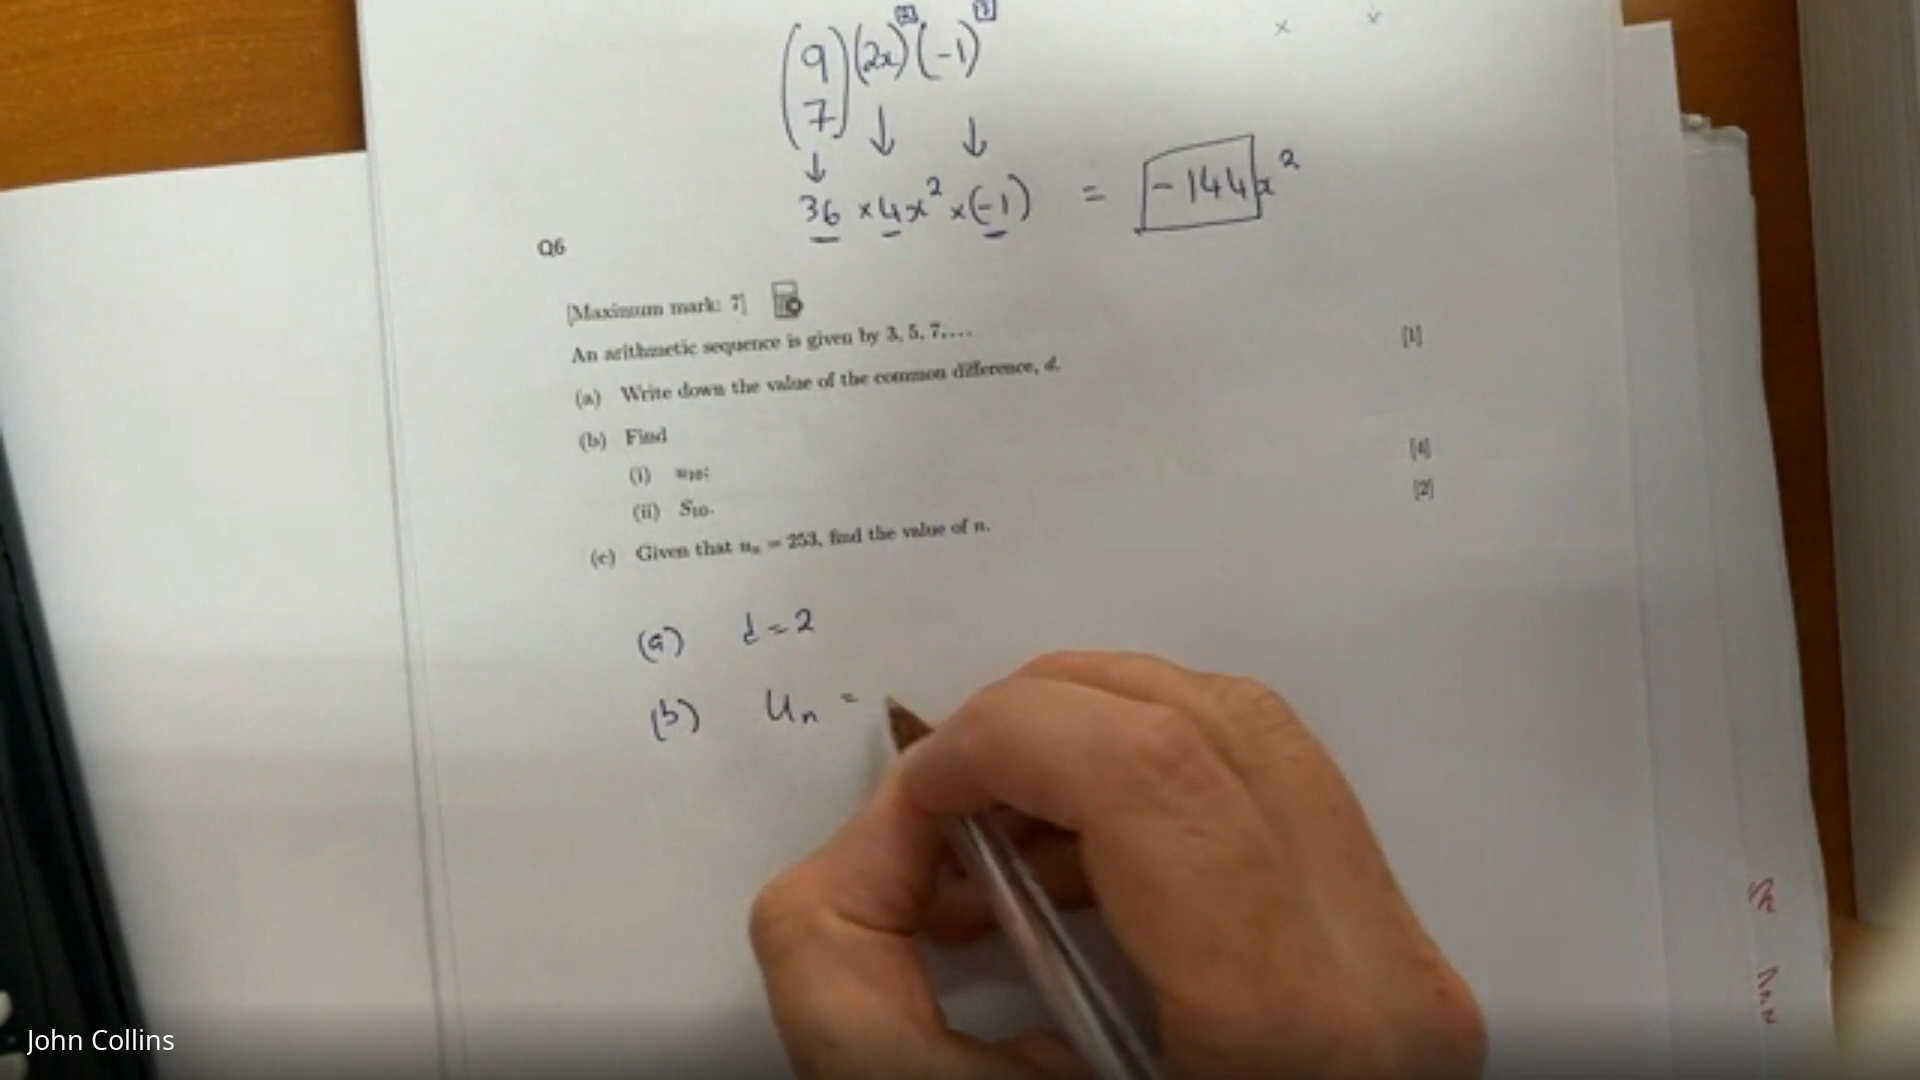 (9 7) (2x)² (-1)⁷
36 × 4x² × (-1) = -144x²
Q6
[Maximum mark: 7]
An arithmetic sequence is given by 3, 5, 7,....
(a) Write down the value of the common difference, d. [1]
(b) Find
(i) u₁₀;
(ii) S₁₀. [4]
(c) Given that uₙ = 253, find the value of n. [2]
(a) d = 2
(b) uₙ =
John Collins